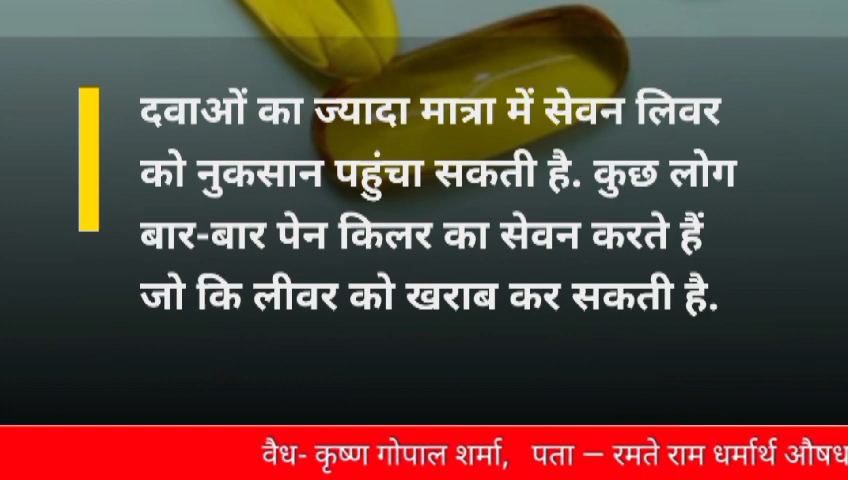 दवाओं का ज्यादा मात्रा में सेवन लिवर
को नुकसान पहुंचा सकती है. कुछ लोग
बार-बार पेन किलर का सेवन करते हैं
जो कि लीवर को खराब कर सकती है.
वैध- कृष्ण गोपाल शर्मा, पता – रमते राम धर्मार्थ औषध